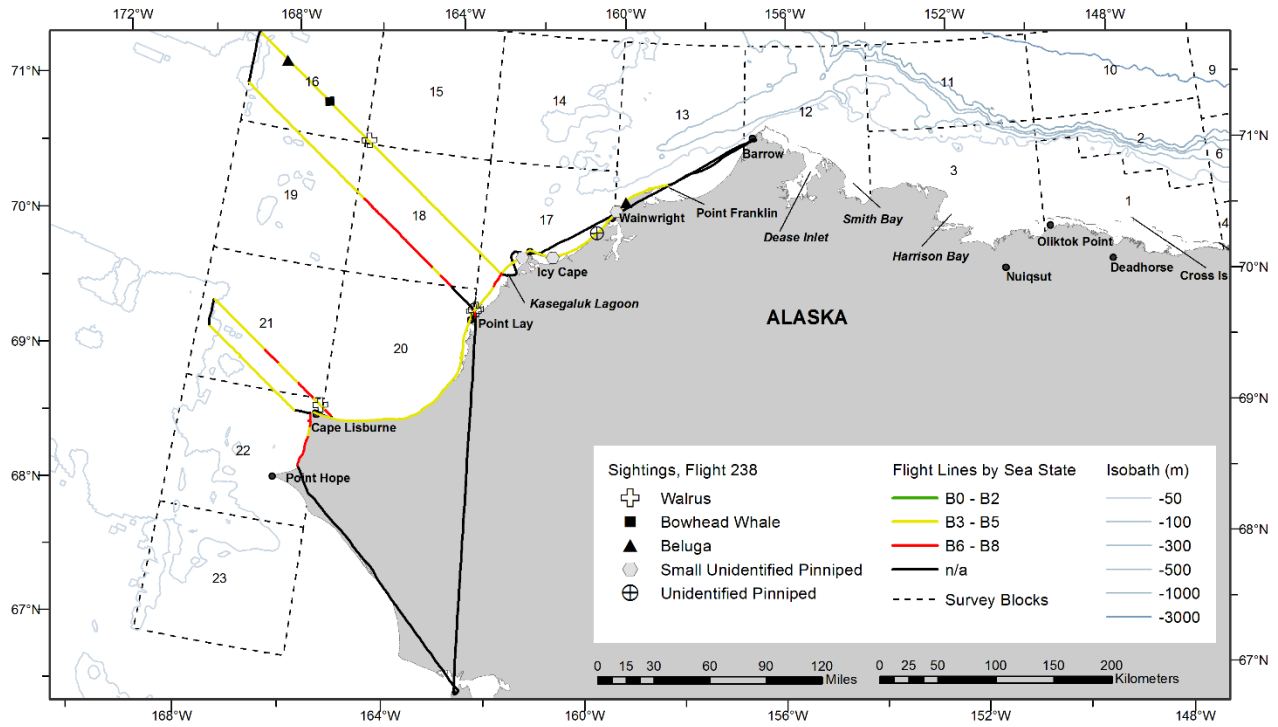 172°W 168°W 164°W 160°W 156°W 152°W 148°W
71°N
70°N
69°N
68°N
67°N
71°N
70°N
69°N
68°N
67°N
16
15
14
13
12
11
10
9
2
6
3
1
4
19
18
17
21
20
22
23
Barrow
Wainwright
Point Franklin
Dease Inlet
Smith Bay
Harrison Bay
Oliktok Point
Nuiqsut
Deadhorse
Cross Is
Icy Cape
Kasegaluk Lagoon
Point Lay
ALASKA
Cape Lisburne
Point Hope
Sightings, Flight 238
Walrus
Bowhead Whale
Beluga
Small Unidentified Pinniped
Unidentified Pinniped
Flight Lines by Sea State
B0 - B2
B3 - B5
B6 - B8
n/a
Survey Blocks
Isobath (m)
-50
-100
-300
-500
-1000
-3000
0 15 30 60 90 120
Miles
0 25 50 100 150 200
Kilometers
168°W 164°W 160°W 156°W 152°W 148°W